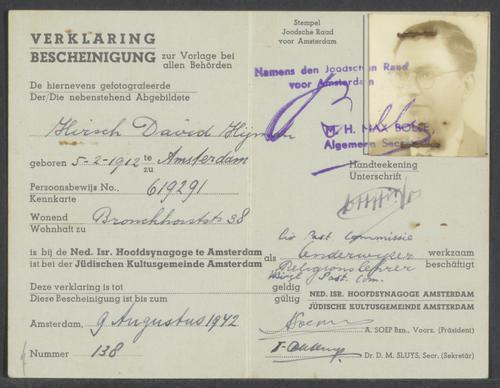 VERKLARING
BESCHEINIGUNG zur Vorlage bei
allen Behörden
De hiernevens gefotografeerde
Der/Die nebenstehend Abgebildete
Hirsch David
geboren 5-2-1912 te Amsterdam
zu
Persoonsbewijs No. 619291
Kennkarte
Wonend Bronckhorststr 38
Wohnhaft zu
is bij de Ned. Isr. Hoofdsynagoge te Amsterdam
ist bei der Jüdischen Kultusgemeinde Amsterdam
Deze verklaring is tot
Diese Bescheinigung ist bis zum
Amsterdam, 9 Augustus 1942
Nummer 138
Stempel
Joodsche Raad
voor Amsterdam
Namens den Joodschen Raad
voor Amsterdam
M. H. MAX BOLLE,
Algemeen Secretaris
Handteekening
Unterschrift
Past. Commissie
als onderwijzer werkzaam
als Religionslehrer beschäftigt
Past. Com.
geldig
gültig
NED. ISR. HOOFDSYNAGOGE AMSTERDAM
JÜDISCHE KULTUSGEMEINDE AMSTERDAM
A. SOEP Bzn., Voorz. (Präsident)
Dr. D. M. SLUYS, Secr. (Sekretär)